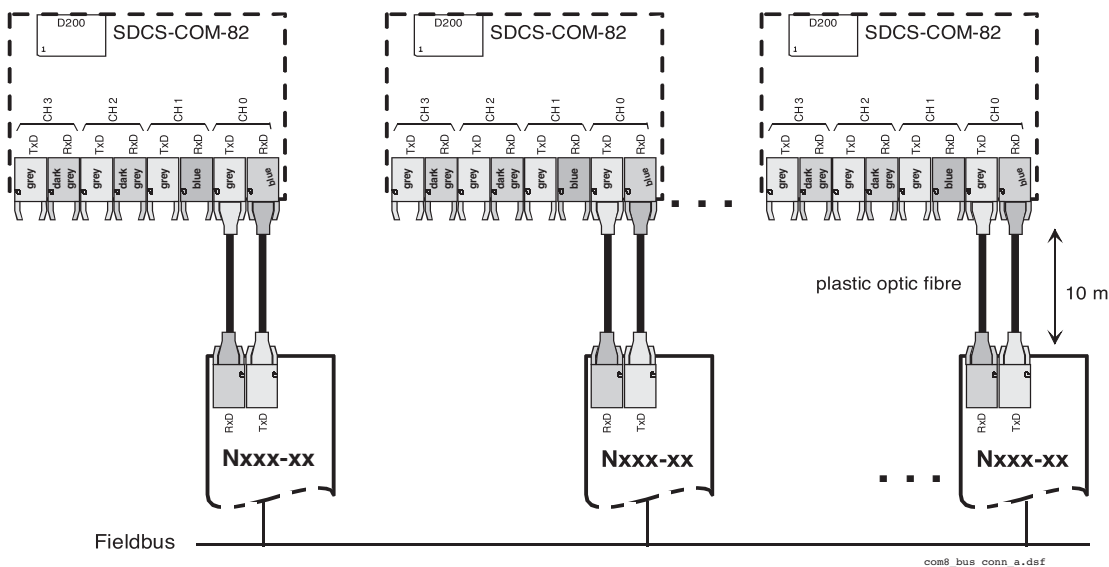 D200 D200 D200
1 SDCS-COM-82 1 SDCS-COM-82 1 SDCS-COM-82
CH 3 CH 2 CH 1 CH 0 CH 3 CH 2 CH 1 CH 0 CH 3 CH 2 CH 1 CH 0
TxD RxD TxD RxD TxD RxD TxD RxD TxD RxD TxD RxD TxD RxD TxD RxD TxD RxD TxD RxD TxD RxD TxD RxD
grey dark grey grey dark grey grey blue grey blue grey dark grey grey dark grey grey blue grey blue grey dark grey grey dark grey grey blue grey blue
. . .
plastic optic fibre 10 m
RxD TxD RxD TxD RxD TxD
Nxxx-xx Nxxx-xx Nxxx-xx
. . .
Fieldbus
com8_bus conn_a.dsf